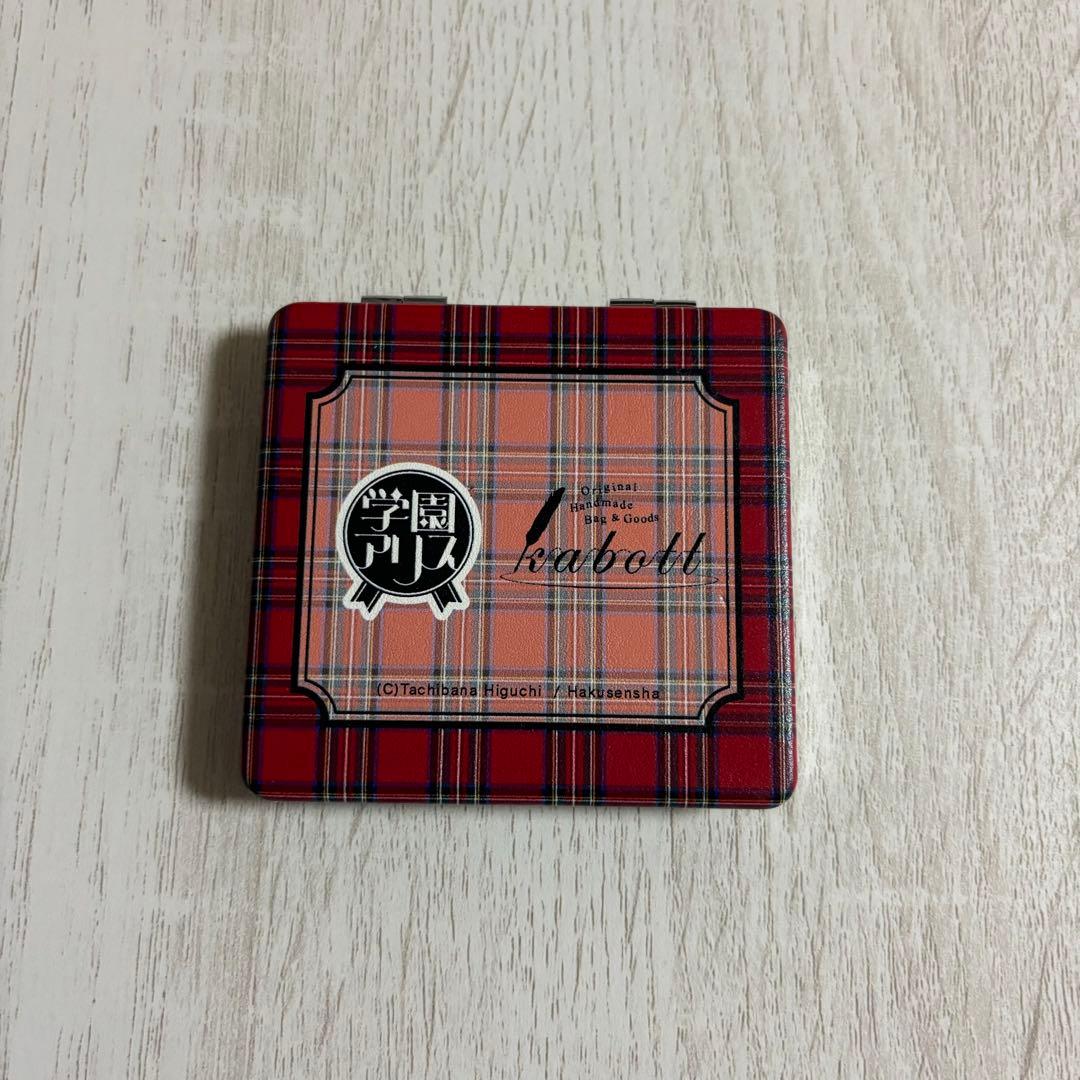 学園
アリス
Original
Handmade
Bag & Goods
kabott
(C)Tachibana Higuchi / Hakusensha